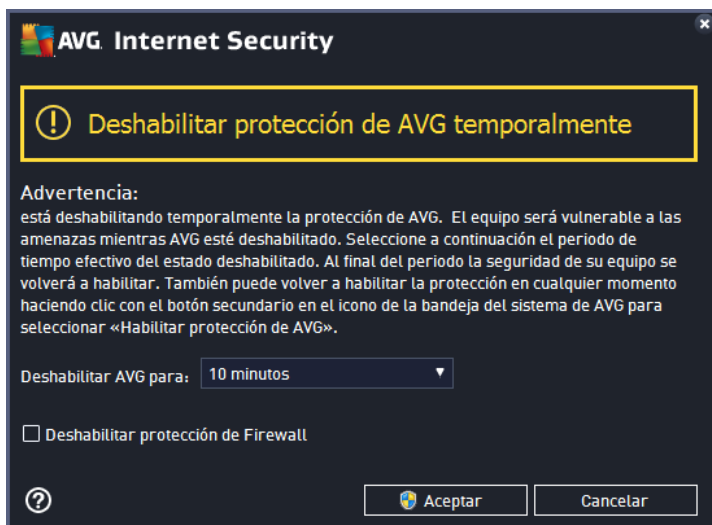 AVG. Internet Security
Deshabilitar protección de AVG temporalmente
Advertencia:
está deshabilitando temporalmente la protección de AVG. El equipo será vulnerable a las
amenazas mientras AVG esté deshabilitado. Seleccione a continuación el periodo de
tiempo efectivo del estado deshabilitado. Al final del periodo la seguridad de su equipo se
volverá a habilitar. También puede volver a habilitar la protección en cualquier momento
haciendo clic con el botón secundario en el icono de la bandeja del sistema de AVG para
seleccionar «Habilitar protección de AVG».
Deshabilitar AVG para: 10 minutos
Deshabilitar protección de Firewall
Aceptar Cancelar